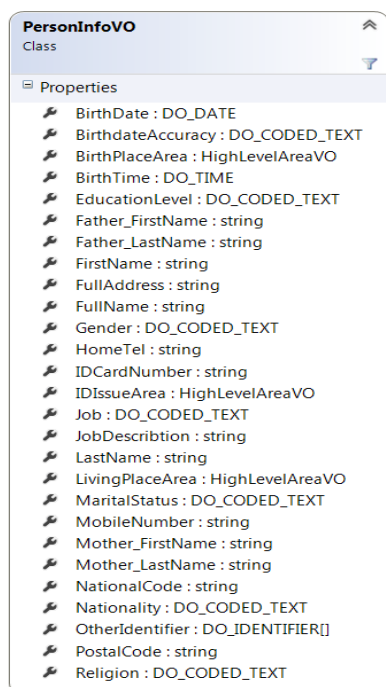 PersonInfoVO
Class
Properties
BirthDate : DO_DATE
BirthdateAccuracy : DO_CODED_TEXT
BirthPlaceArea : HighLevelAreaVO
BirthTime : DO_TIME
EducationLevel : DO_CODED_TEXT
Father_FirstName : string
Father_LastName : string
FirstName : string
FullAddress : string
FullName : string
Gender : DO_CODED_TEXT
HomeTel : string
IDCardNumber : string
IDIssueArea : HighLevelAreaVO
Job : DO_CODED_TEXT
JobDescribtion : string
LastName : string
LivingPlaceArea : HighLevelAreaVO
MaritalStatus : DO_CODED_TEXT
MobileNumber : string
Mother_FirstName : string
Mother_LastName : string
NationalCode : string
Nationality : DO_CODED_TEXT
OtherIdentifier : DO_IDENTIFIER[]
PostalCode : string
Religion : DO_CODED_TEXT